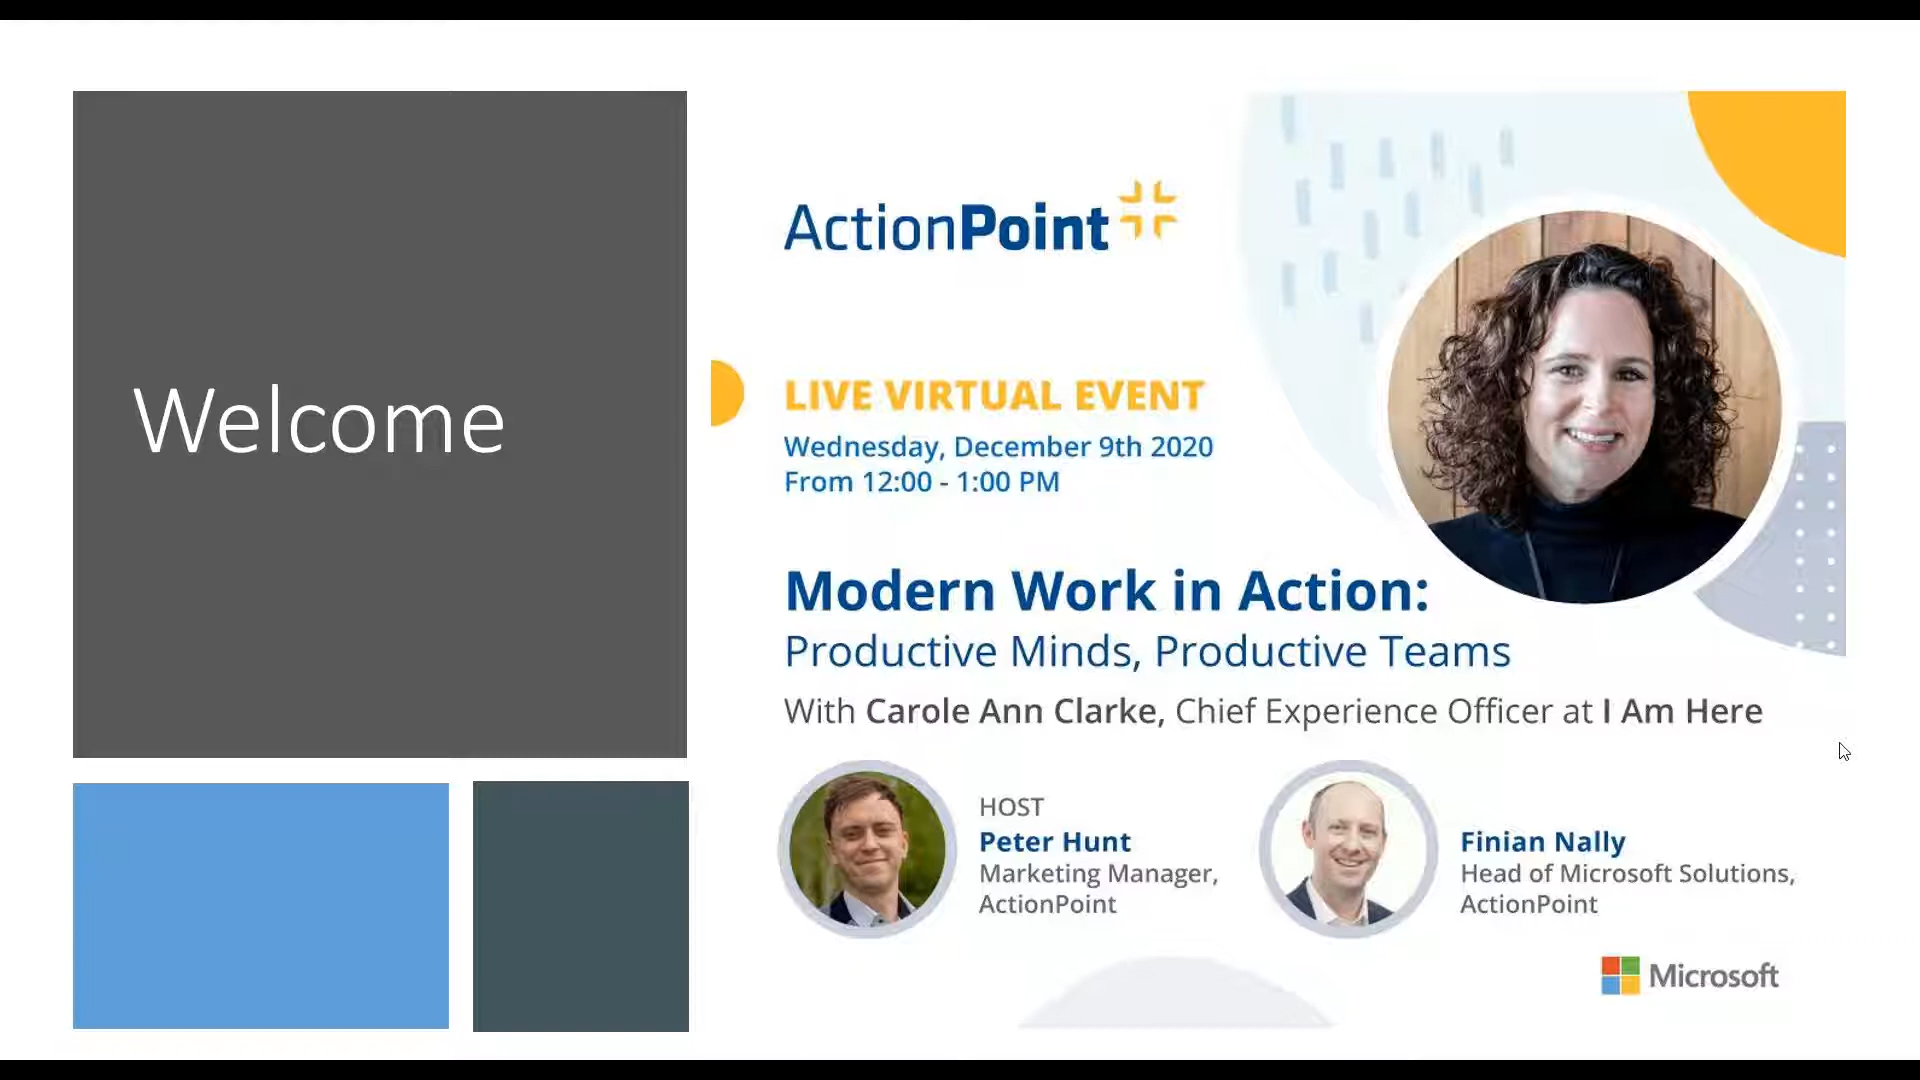 Welcome
ActionPoint
LIVE VIRTUAL EVENT
Wednesday, December 9th 2020
From 12:00 - 1:00 PM
Modern Work in Action:
Productive Minds, Productive Teams
With Carole Ann Clarke, Chief Experience Officer at I Am Here
HOST
Peter Hunt
Marketing Manager,
ActionPoint
Finian Nally
Head of Microsoft Solutions,
ActionPoint
Microsoft